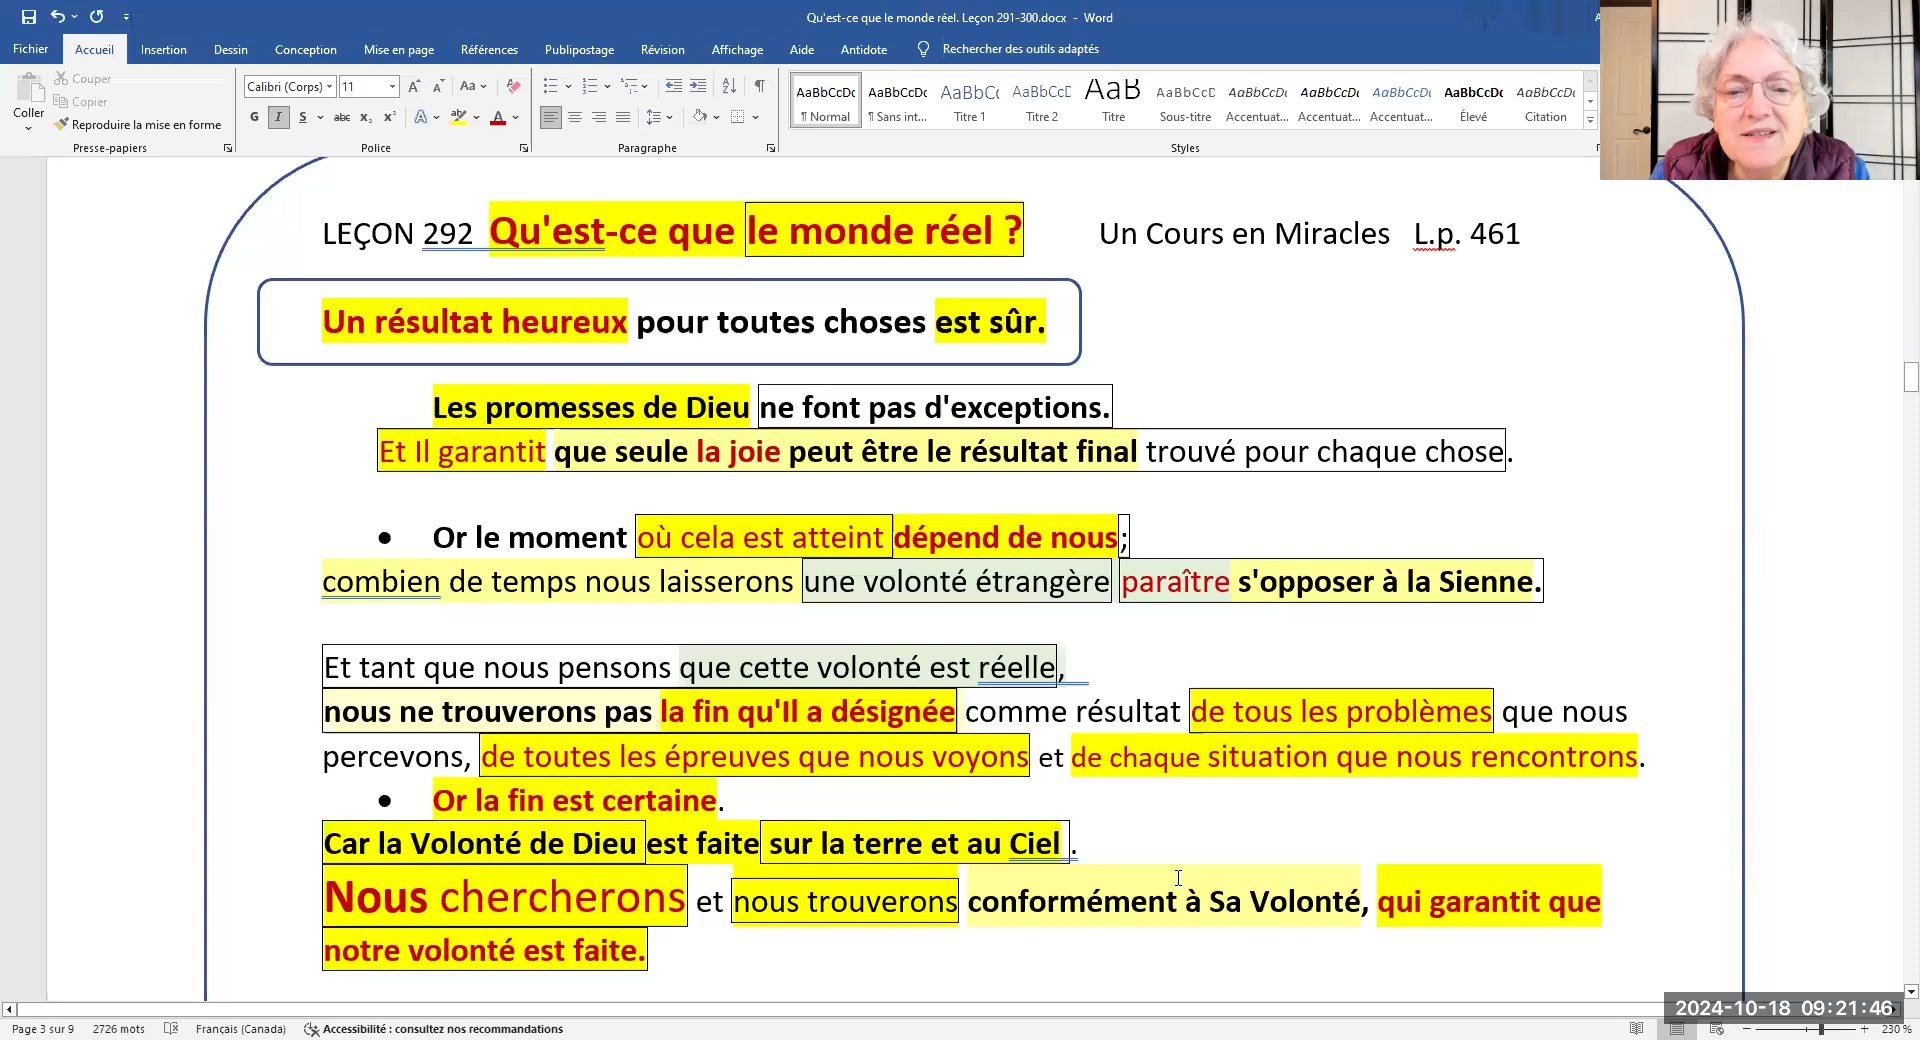 Qu'est-ce que le monde réel. Leçon 291-300.docx - Word
Fichier Accueil Insertion Dessin Conception Mise en page Références Publipostage Révision Affichage Aide Antidote Rechercher des outils adaptés
Coller
Couper
Copier
Reproduire la mise en forme
Calibri (Corps) 11
AaBbCcDc AaBbCcDc AaBbCc AaBbCcE AaB AaBbCcD AaBbCcDc AaBbCcDc AaBbCcDc AaBbCcDc AaBbCcDc
¶ Normal ¶ Sans int... Titre 1 Titre 2 Titre Sous-titre Accentuat... Accentuat... Accentuat... Élevé Citation
Presse-papiers Police Paragraphe Styles
LEÇON 292 Qu'est-ce que le monde réel ? Un Cours en Miracles L.p. 461
Un résultat heureux pour toutes choses est sûr.
Les promesses de Dieu ne font pas d'exceptions.
Et Il garantit que seule la joie peut être le résultat final trouvé pour chaque chose.
• Or le moment où cela est atteint dépend de nous;
combien de temps nous laisserons une volonté étrangère paraître s'opposer à la Sienne.
Et tant que nous pensons que cette volonté est réelle,
nous ne trouverons pas la fin qu'Il a désignée comme résultat de tous les problèmes que nous
percevons, de toutes les épreuves que nous voyons et de chaque situation que nous rencontrons.
• Or la fin est certaine.
Car la Volonté de Dieu est faite sur la terre et au Ciel .
Nous chercherons et nous trouverons conformément à Sa Volonté, qui garantit que
notre volonté est faite.
2024-10-18 09:21:46
Page 3 sur 9 2726 mots Français (Canada) Accessibilité : consultez nos recommandations 230 %